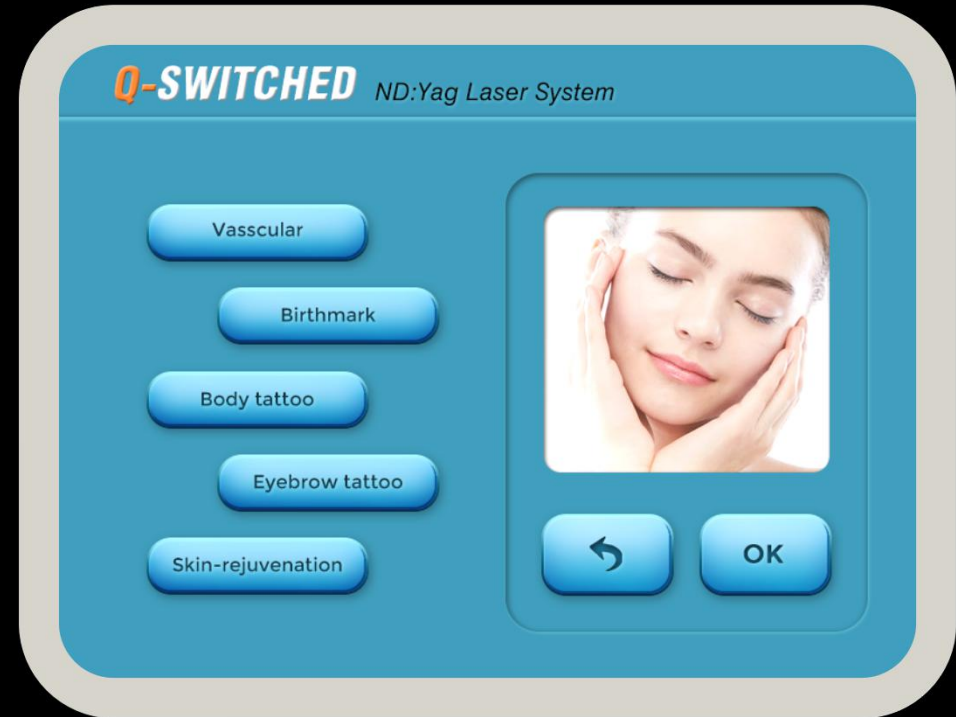 Q-SWITCHED ND:Yag Laser System
Vasscular
Birthmark
Body tattoo
Eyebrow tattoo
Skin-rejuvenation
OK